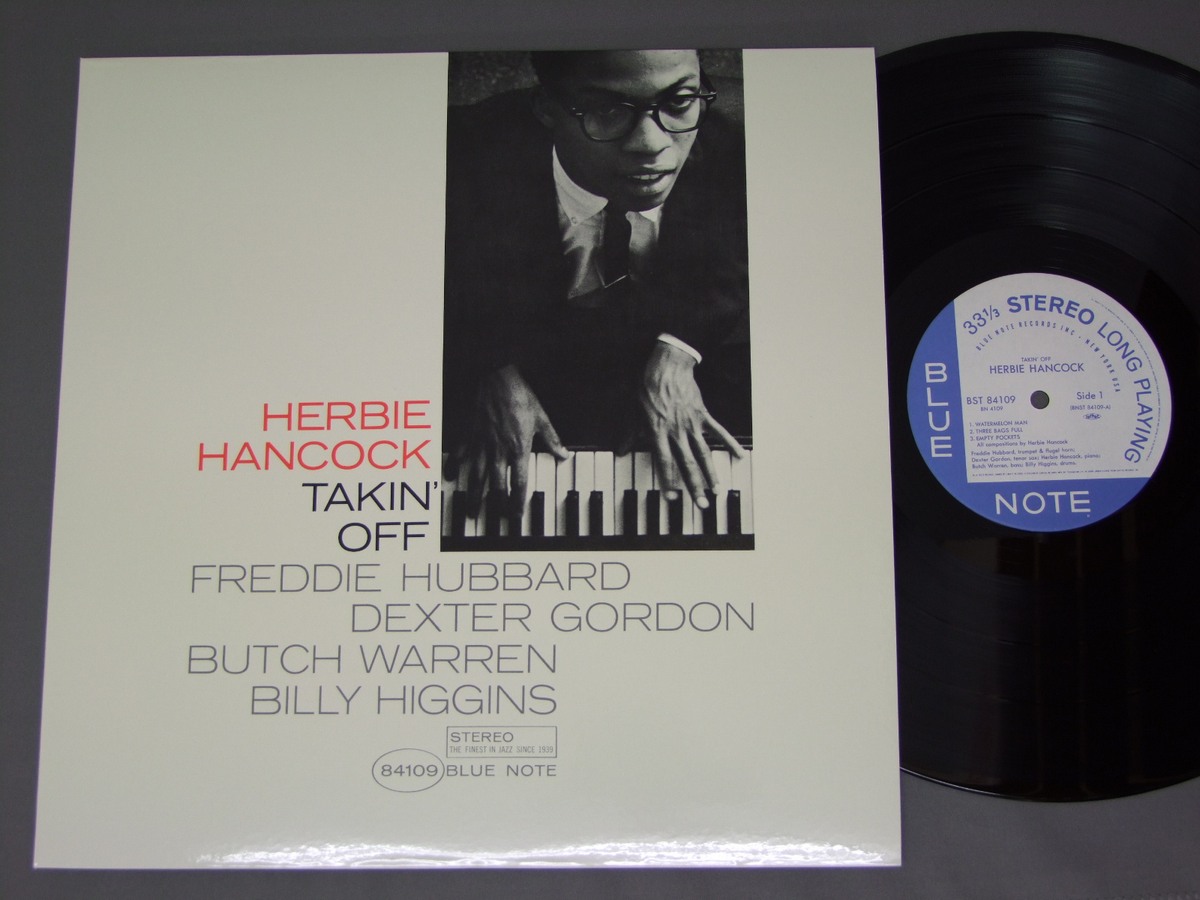 HERBIE
HANCOCK
TAKIN'
OFF
FREDDIE HUBBARD
DEXTER GORDON
BUTCH WARREN
BILLY HIGGINS
STEREO
THE FINEST IN JAZZ SINCE 1939
84109 BLUE NOTE
33⅓ STEREO LONG PLAYING
BLUE NOTE RECORDS INC · NEW YORK USA
TAKIN' OFF
HERBIE HANCOCK
BST 84109
BN 4109
Side 1
(BNST 84109-A)
1. WATERMELON MAN
2. THREE BAGS FULL
3. EMPTY POCKETS
All compositions by Herbie Hancock
Freddie Hubbard, trumpet & flugel horn;
Dexter Gordon, tenor sax; Herbie Hancock, piano;
Butch Warren, bass; Billy Higgins, drums.
BLUE
NOTE